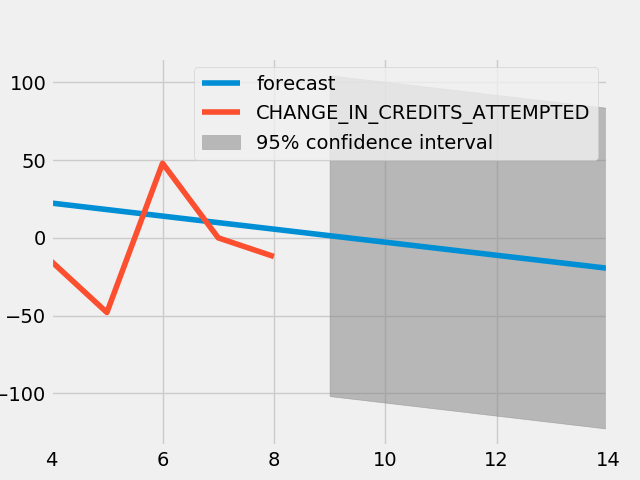 forecast
CHANGE_IN_CREDITS_ATTEMPTED
95% confidence interval
100
50
0
−50
−100
4 6 8 10 12 14